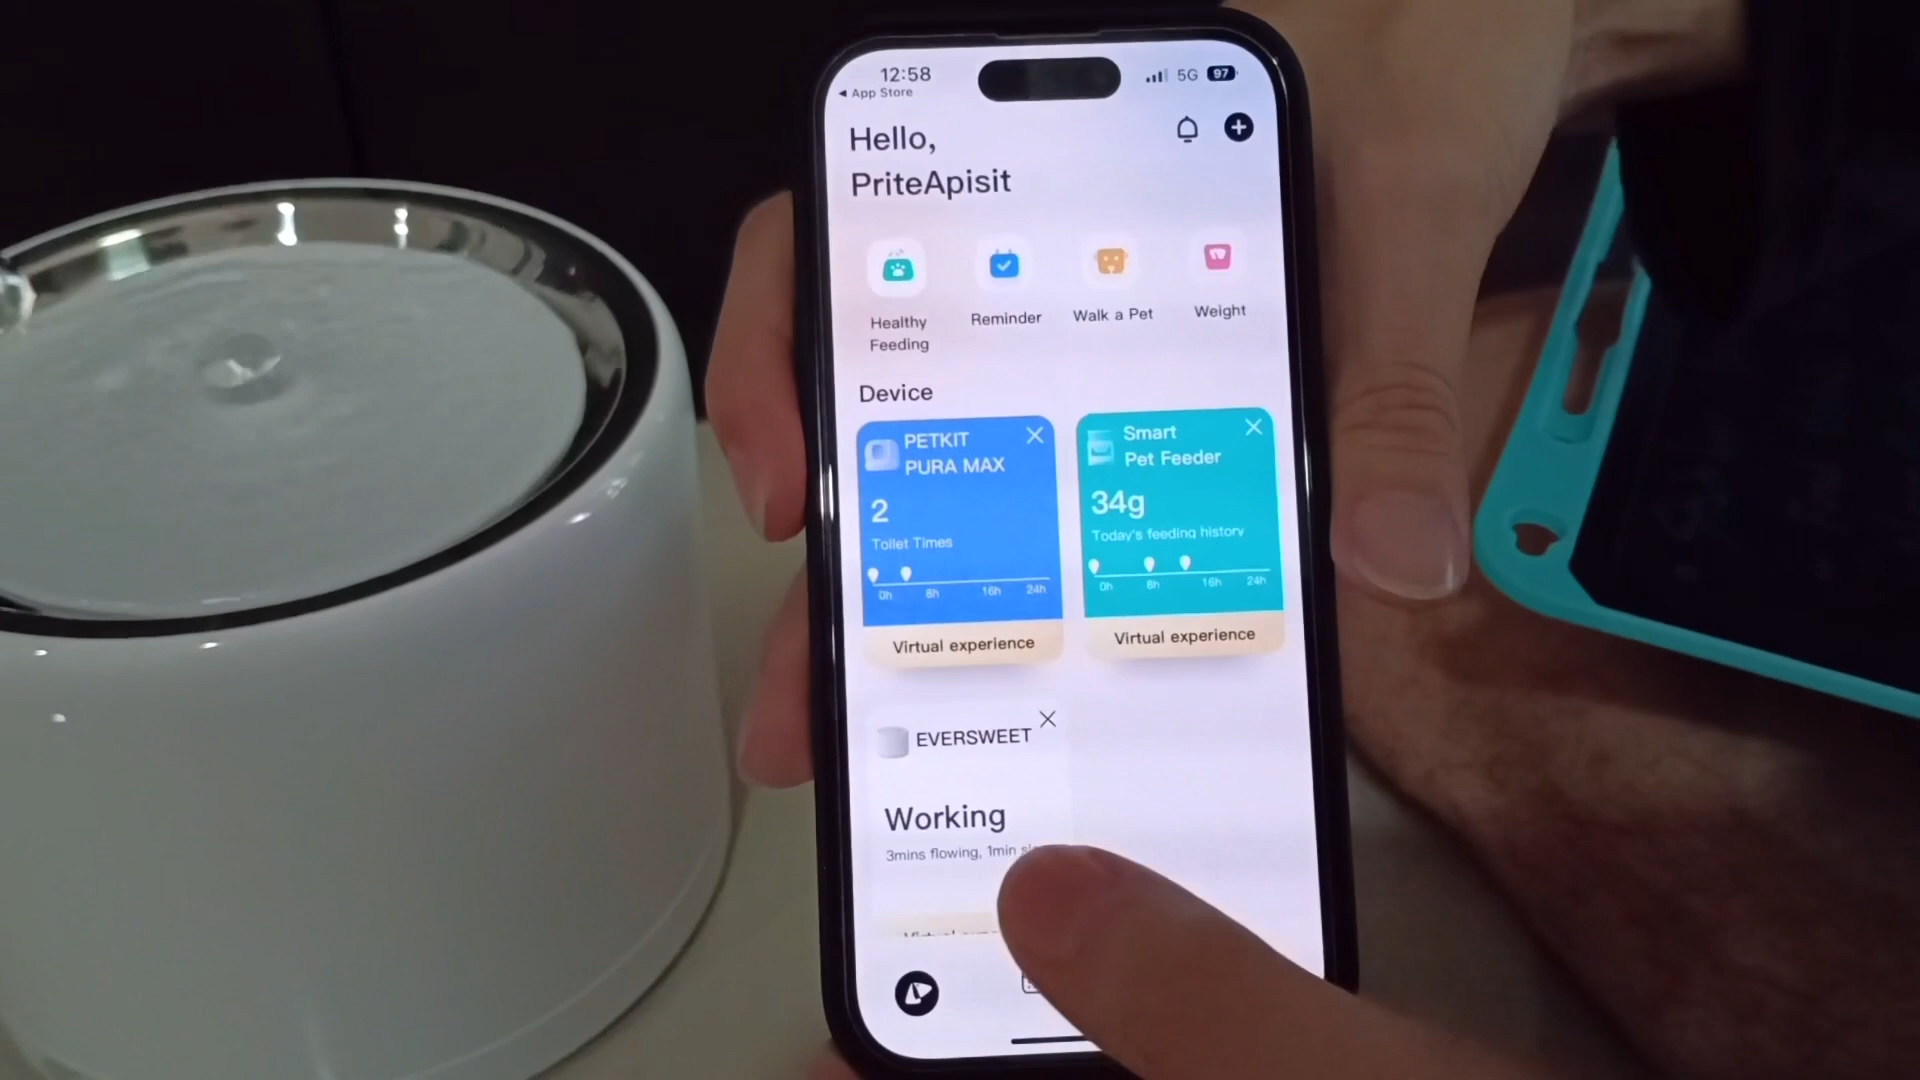 12:58
5G 97
◀ App Store
Hello,
PriteApisit
Healthy
Feeding
Reminder
Walk a Pet
Weight
Device
PETKIT
PURA MAX
2
Toilet Times
0h 8h 16h 24h
Virtual experience
Smart
Pet Feeder
34g
Today's feeding history
0h 8h 16h 24h
Virtual experience
EVERSWEET
Working
3mins flowing, 1min
Virtual